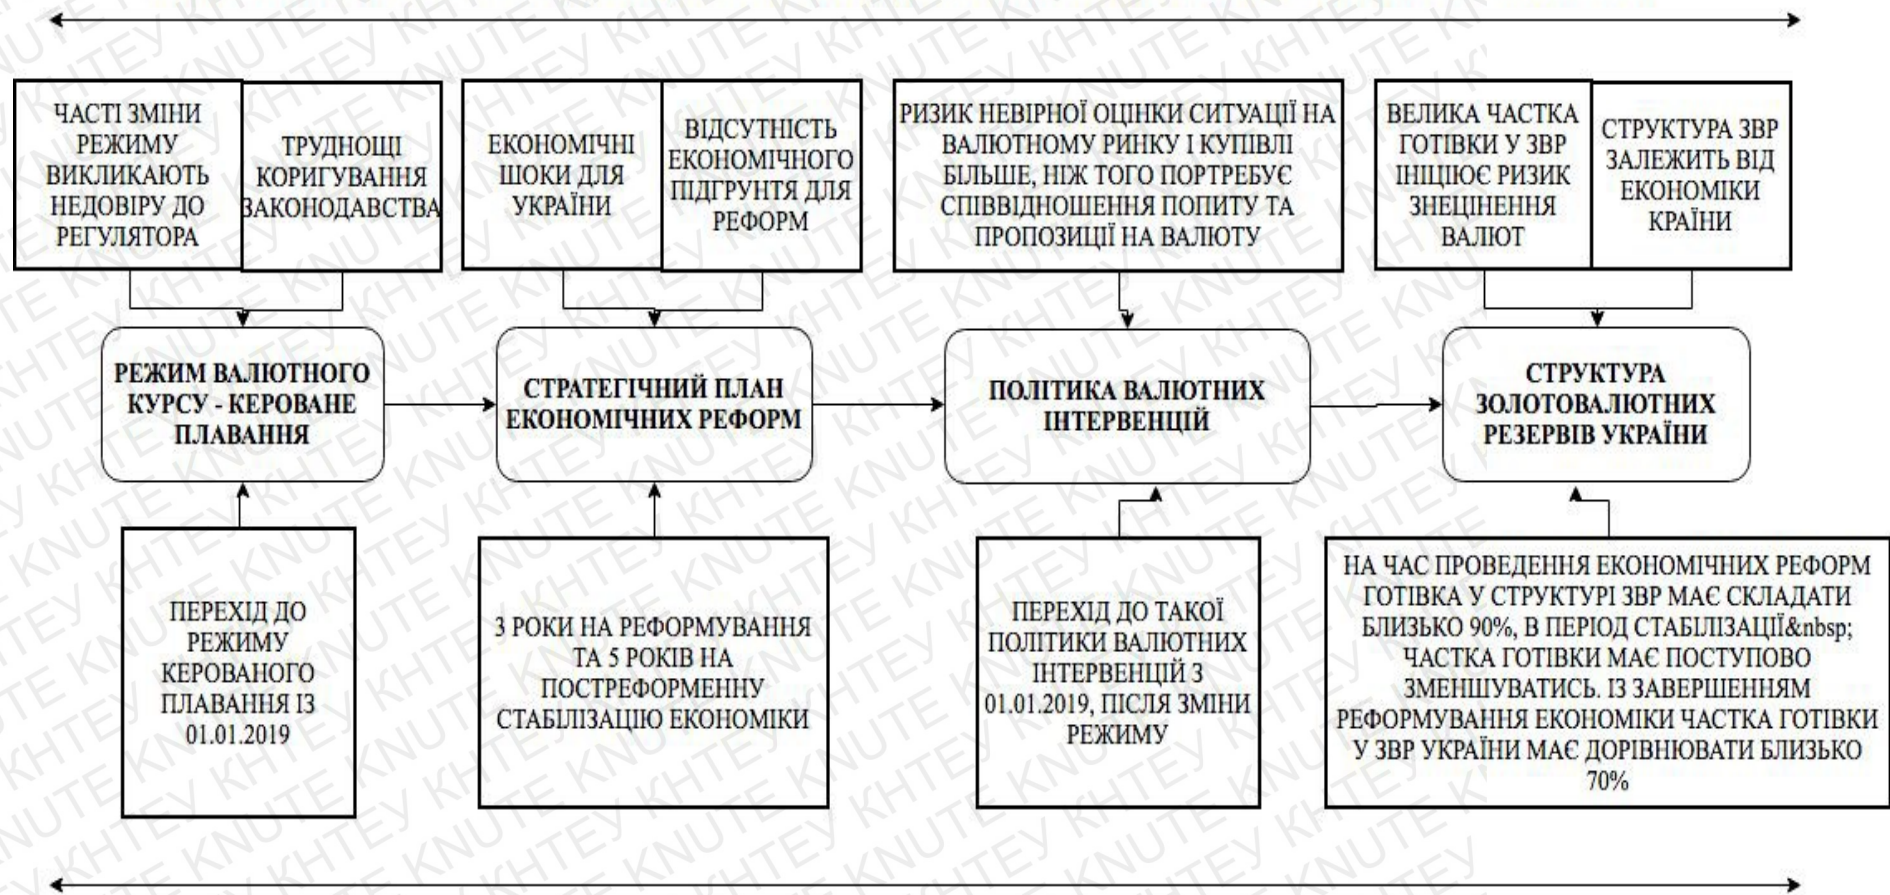 ЧАСТІ ЗМІНИ
РЕЖИМУ
ВИКЛИКАЮТЬ
НЕДОВІРУ ДО
РЕГУЛЯТОРА
ТРУДНОЩІ
КОРИГУВАННЯ
ЗАКОНОДАВСТВА
ЕКОНОМІЧНІ
ШОКИ ДЛЯ
УКРАЇНИ
ВІДСУТНІСТЬ
ЕКОНОМІЧНОГО
ПІДГРУНТЯ ДЛЯ
РЕФОРМ
РИЗИК НЕВІРНОЇ ОЦІНКИ СИТУАЦІЇ НА
ВАЛЮТНОМУ РИНКУ І КУПІВЛІ
БІЛЬШЕ, НІЖ ТОГО ПОРТРЕБУЄ
СПІВВІДНОШЕННЯ ПОПИТУ ТА
ПРОПОЗИЦІЇ НА ВАЛЮТУ
ВЕЛИКА ЧАСТКА
ГОТІВКИ У ЗВР
ІНІЦІЮЄ РИЗИК
ЗНЕЦІНЕННЯ
ВАЛЮТ
СТРУКТУРА ЗВР
ЗАЛЕЖИТЬ ВІД
ЕКОНОМІКИ
КРАЇНИ
РЕЖИМ ВАЛЮТНОГО
КУРСУ - КЕРОВАНЕ
ПЛАВАННЯ
СТРАТЕГІЧНИЙ ПЛАН
ЕКОНОМІЧНИХ РЕФОРМ
ПОЛІТИКА ВАЛЮТНИХ
ІНТЕРВЕНЦІЙ
СТРУКТУРА
ЗОЛОТОВАЛЮТНИХ
РЕЗЕРВІВ УКРАЇНИ
ПЕРЕХІД ДО
РЕЖИМУ
КЕРОВАНОГО
ПЛАВАННЯ ІЗ
01.01.2019
3 РОКИ НА РЕФОРМУВАННЯ
ТА 5 РОКІВ НА
ПОСТРЕФОРМЕННУ
СТАБІЛІЗАЦІЮ ЕКОНОМІКИ
ПЕРЕХІД ДО ТАКОЇ
ПОЛІТИКИ ВАЛЮТНИХ
ІНТЕРВЕНЦІЙ З
01.01.2019, ПІСЛЯ ЗМІНИ
РЕЖИМУ
НА ЧАС ПРОВЕДЕННЯ ЕКОНОМІЧНИХ РЕФОРМ
ГОТІВКА У СТРУКТУРІ ЗВР МАЄ СКЛАДАТИ
БЛИЗЬКО 90%, В ПЕРІОД СТАБІЛІЗАЦІЇ&nbsp;
ЧАСТКА ГОТІВКИ МАЄ ПОСТУПОВО
ЗМЕНШУВАТИСЬ. ІЗ ЗАВЕРШЕННЯМ
РЕФОРМУВАННЯ ЕКОНОМІКИ ЧАСТКА ГОТІВКИ
У ЗВР УКРАЇНИ МАЄ ДОРІВНЮВАТИ БЛИЗЬКО
70%